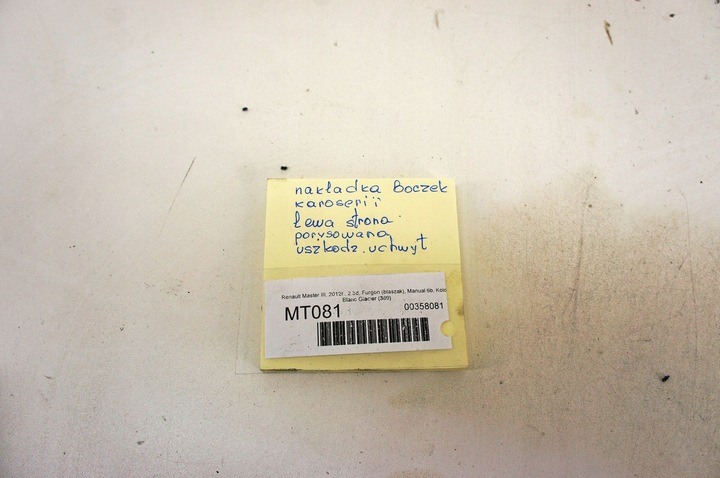 nakładka Boczek
karoserii
lewa strona
porysowana
uszkodz. uchwyt
Renault Master III, 2012r., 2.3d, Furgon (blaszak), Manual 6b, Kolo
Blanc Glacier (369)
MT081
00358081